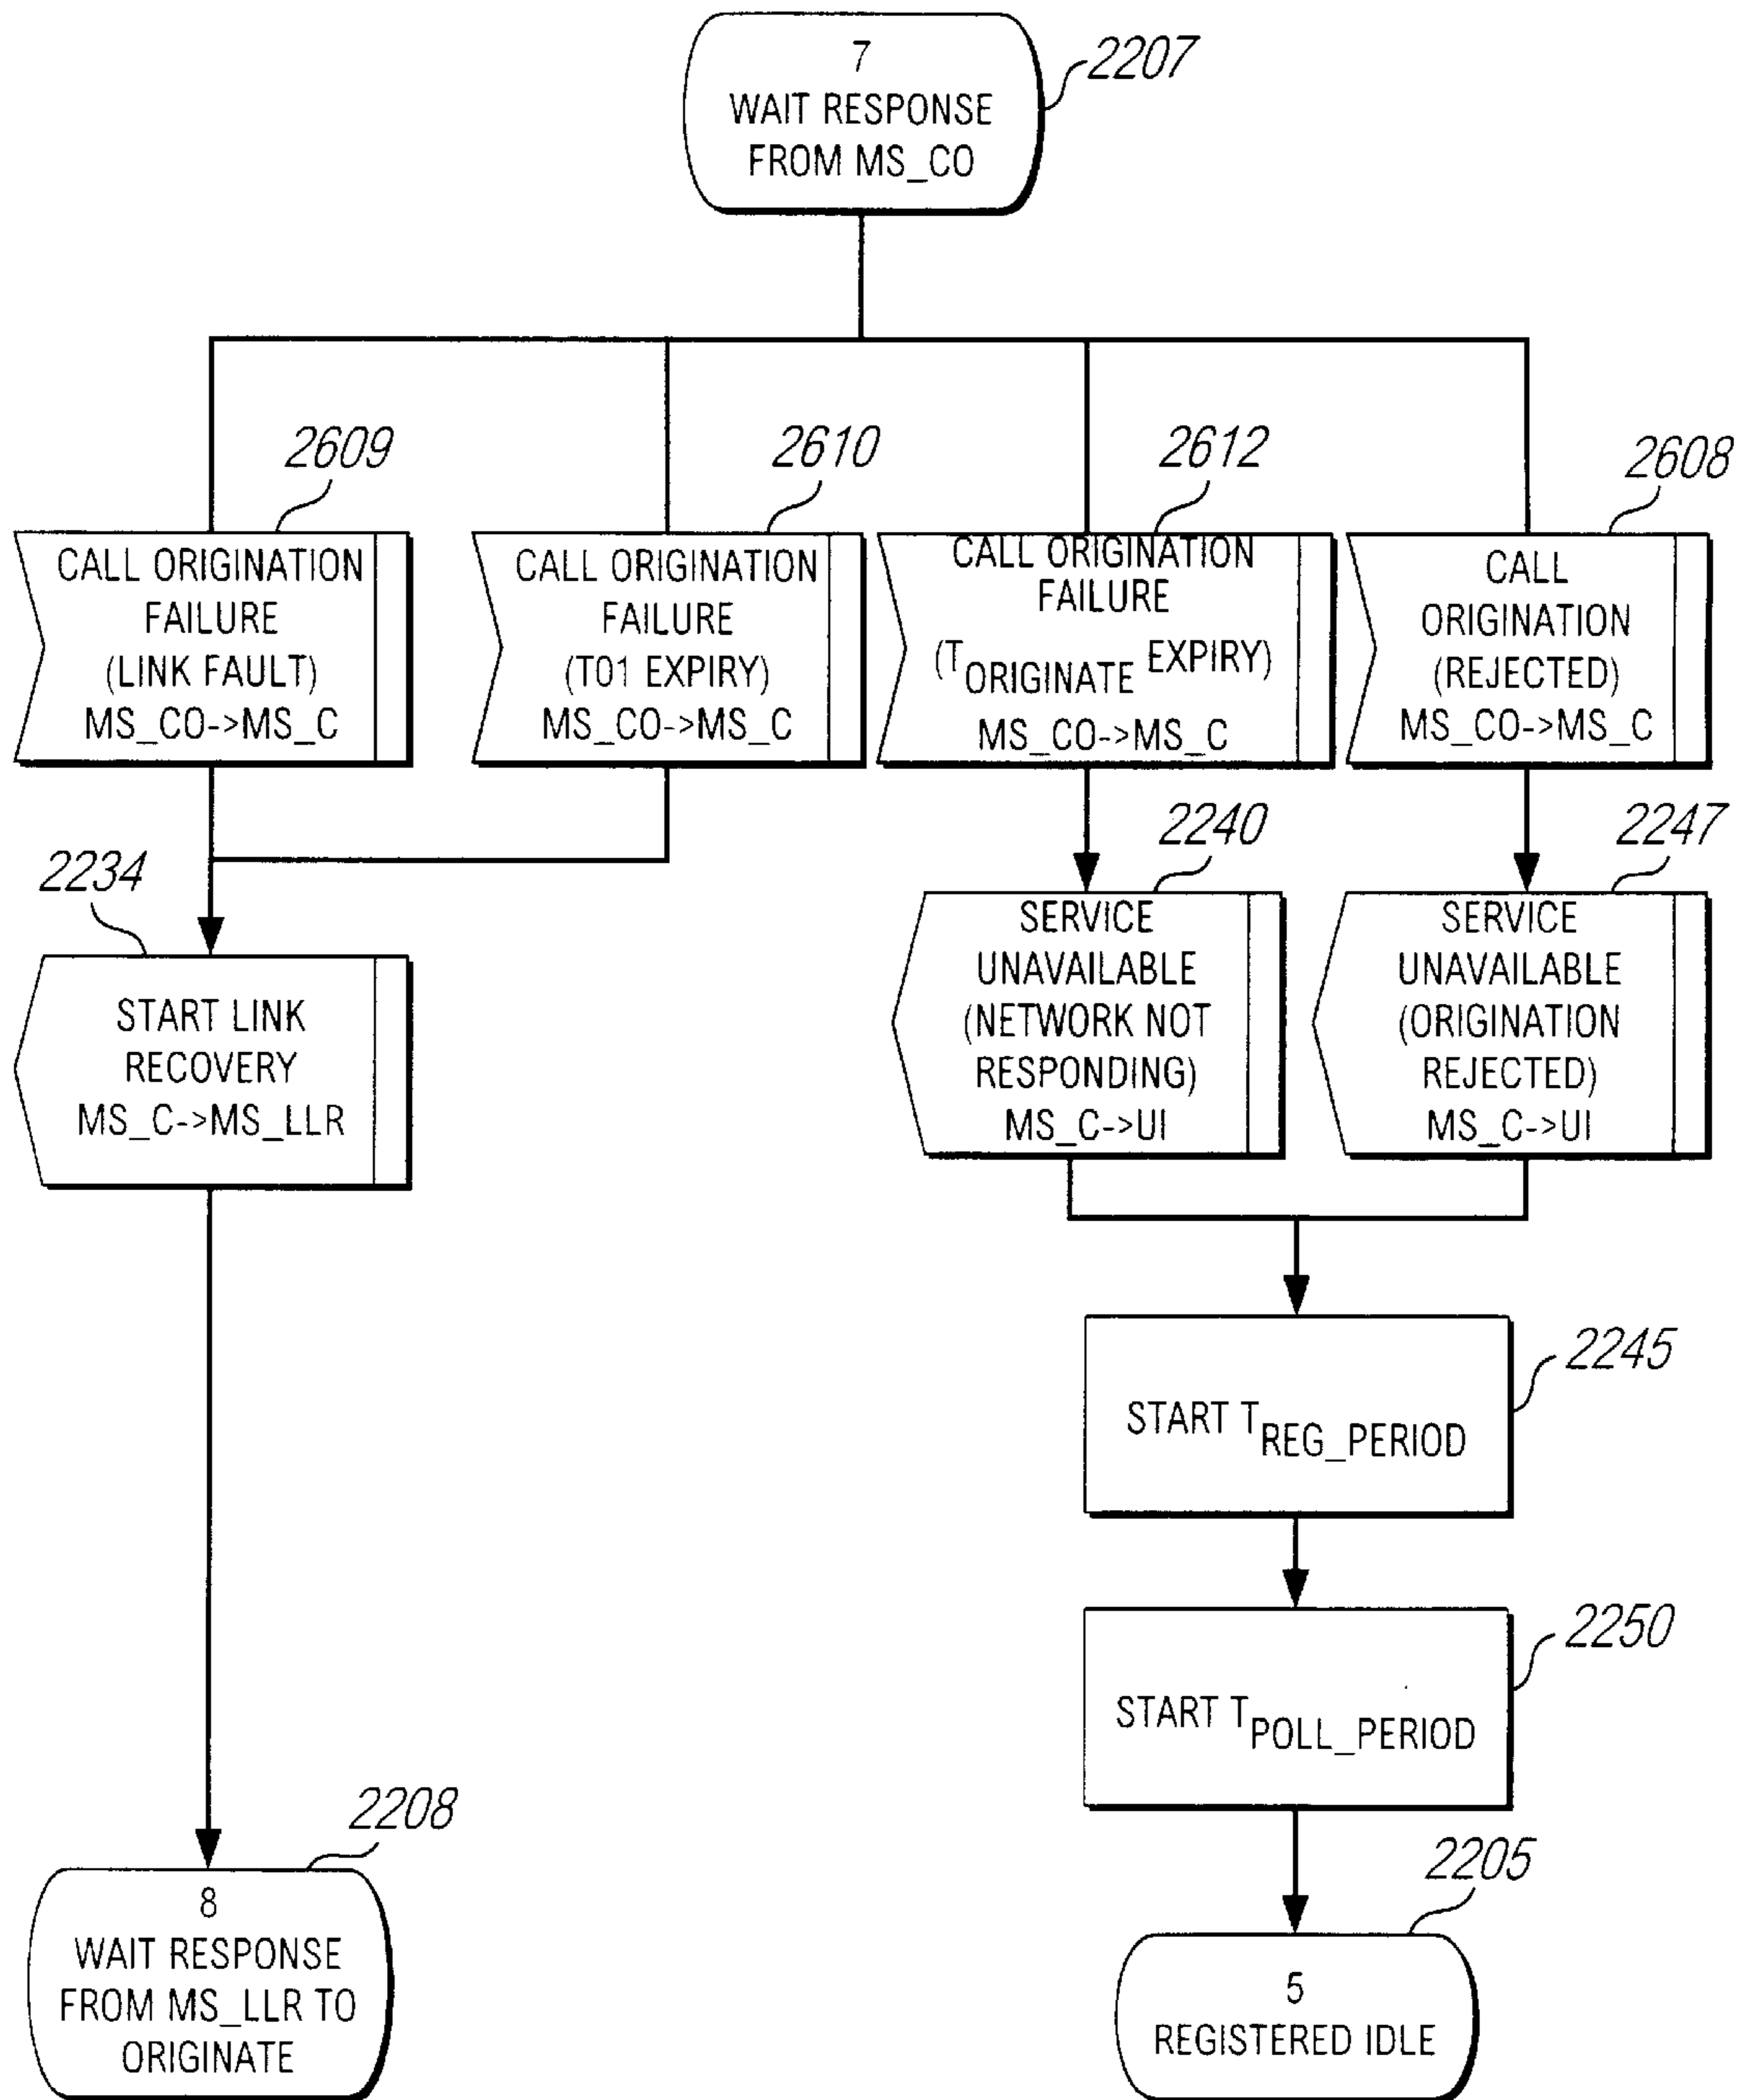 7
WAIT RESPONSE
FROM MS_CO
2207
2609
2610
2612
2608
CALL ORIGINATION
FAILURE
(LINK FAULT)
MS_CO->MS_C
CALL ORIGINATION
FAILURE
(T01 EXPIRY)
MS_CO->MS_C
CALL ORIGINATION
FAILURE
(TORIGINATE EXPIRY)
MS_CO->MS_C
CALL
ORIGINATION
(REJECTED)
MS_CO->MS_C
2234
2240
2247
START LINK
RECOVERY
MS_C->MS_LLR
SERVICE
UNAVAILABLE
(NETWORK NOT
RESPONDING)
MS_C->UI
SERVICE
UNAVAILABLE
(ORIGINATION
REJECTED)
MS_C->UI
2245
START TREG_PERIOD
2250
START TPOLL_PERIOD
2208
8
WAIT RESPONSE
FROM MS_LLR TO
ORIGINATE
2205
5
REGISTERED IDLE